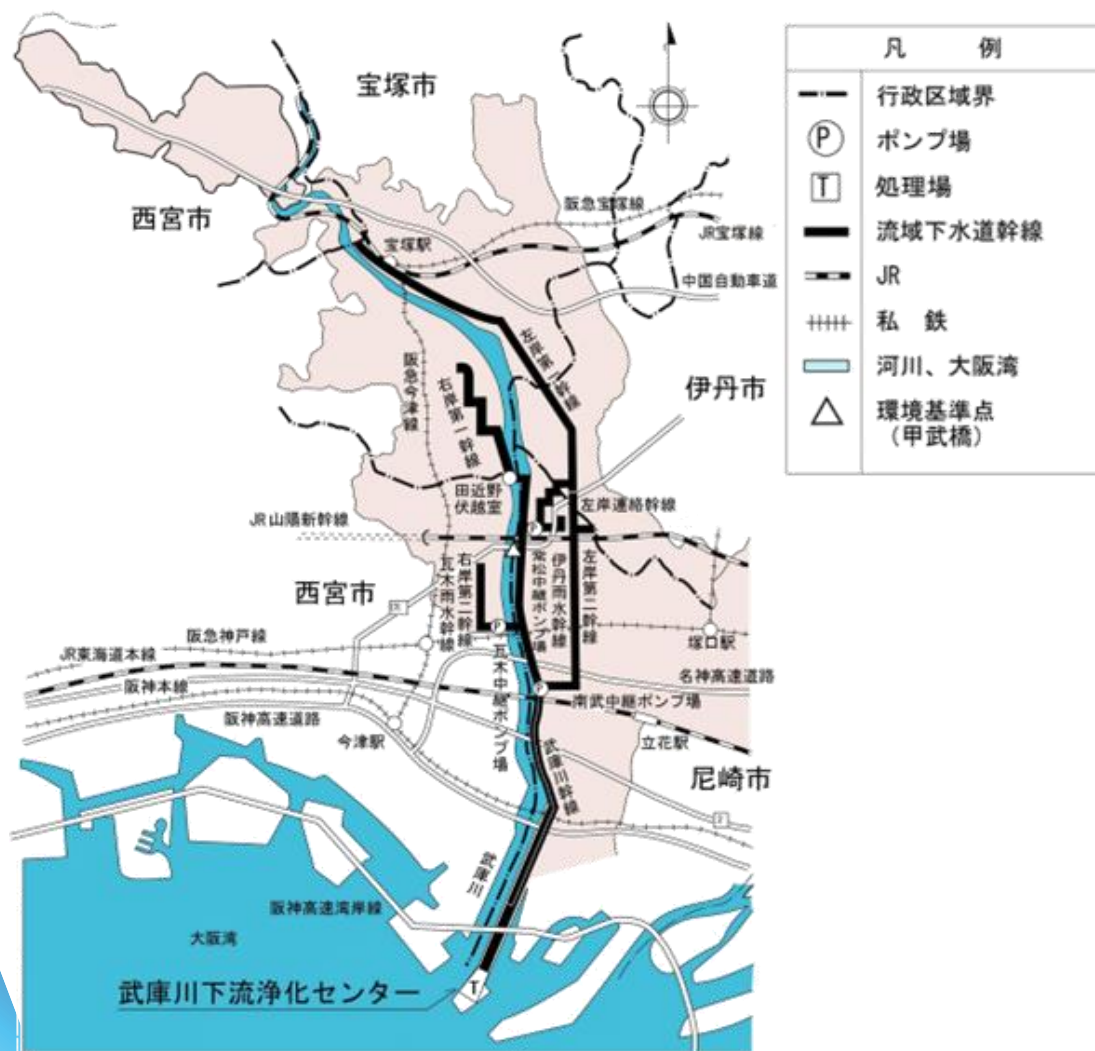 凡 例
行政区域界
P
ポンプ場
T
処理場
流域下水道幹線
JR
私 鉄
河川、大阪湾
環境基準点
(甲武橋)
宝塚市
西宮市
阪急宝塚線
JR宝塚線
宝塚駅
中国自動車道
左岸第一幹線
阪急今津線
右岸第一幹線
伊丹市
田近野
伏越室
左岸連絡幹線
JR山陽新幹線
P
瓦木雨水幹線
右岸第二幹線
常松中継ポンプ場
伊丹雨水幹線
左岸第二幹線
西宮市
P
塚口駅
阪急神戸線
JR東海道本線
瓦木中継ポンプ場
名神高速道路
阪神本線
P
南武中継ポンプ場
阪神高速道路
今津駅
立花駅
武庫川幹線
尼崎市
2
武庫川
阪神高速湾岸線
大阪湾
武庫川下流浄化センター
T